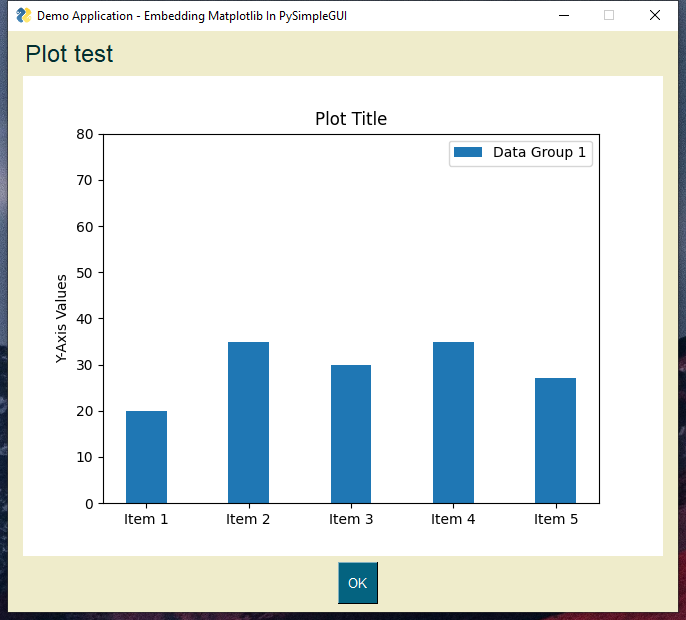 Demo Application - Embedding Matplotlib In PySimpleGUI
Plot test
Plot Title
Data Group 1
Y-Axis Values
80
70
60
50
40
30
20
10
0
Item 1 Item 2 Item 3 Item 4 Item 5
OK